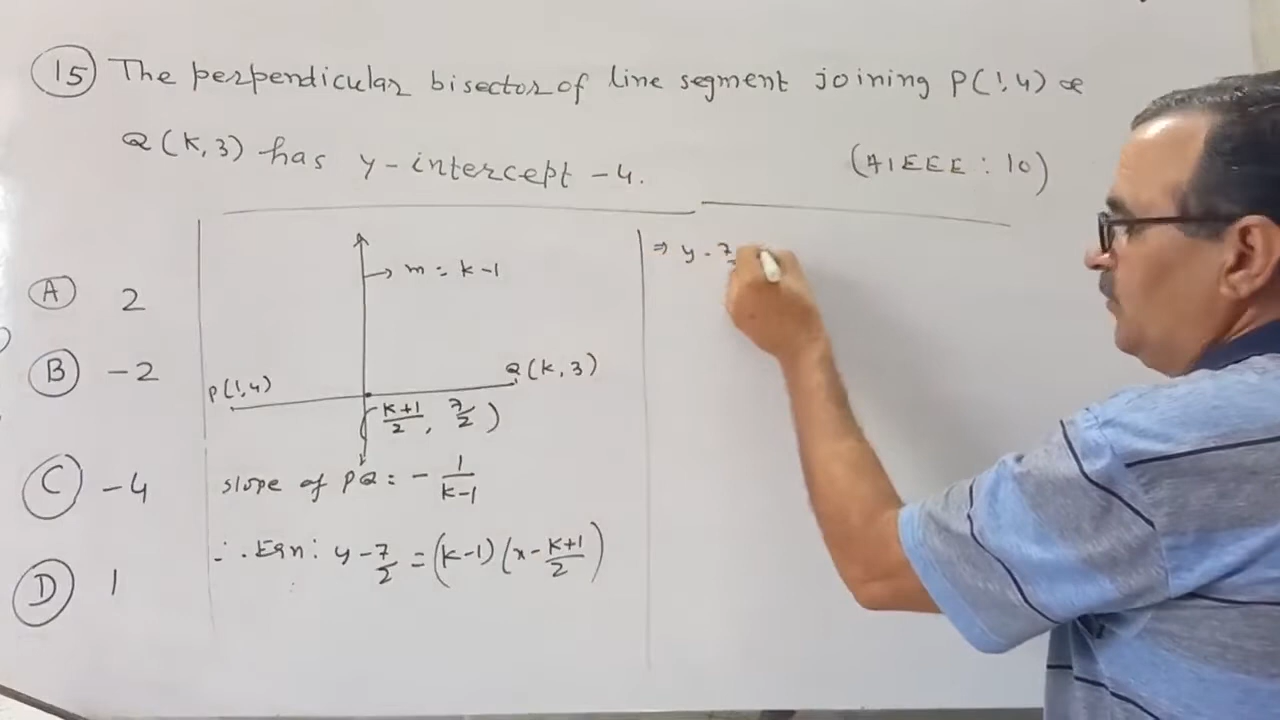 15 The perpendicular bisector of line segment joining P(1,4) &
Q(k,3) has y-intercept -4.
(AIEEE : 10)
A 2
B -2
C -4
D 1
m = k-1
P(1,4)
Q(k,3)
(k+1/2, 7/2)
slope of PQ = - 1/k-1
∴ Eqn: y - 7/2 = (k-1)(x - k+1/2)
⇒ y - 7/2